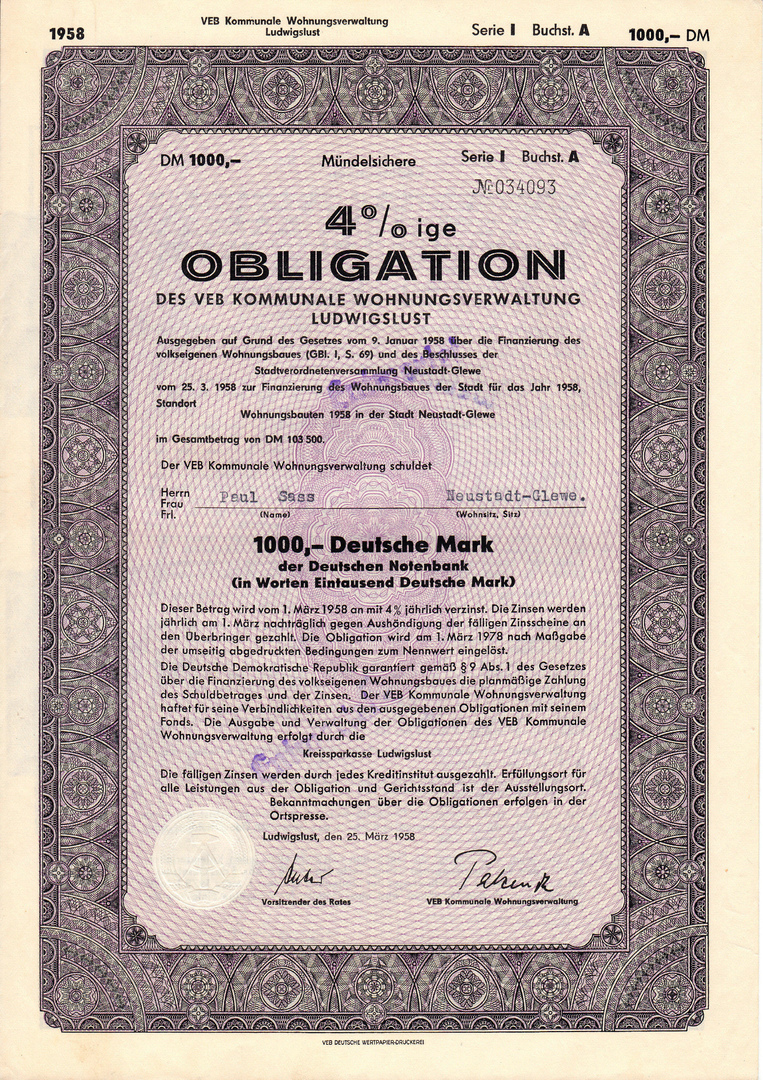 1958
VEB Kommunale Wohnungsverwaltung
Ludwigslust
Serie I Buchst. A
1000,– DM
DM 1000,–
Mündelsichere
Serie I Buchst. A
№ 034093
4%ige
OBLIGATION
DES VEB KOMMUNALE WOHNUNGSVERWALTUNG
LUDWIGSLUST
Ausgegeben auf Grund des Gesetzes vom 9. Januar 1958 über die Finanzierung des
volkseigenen Wohnungsbaues (GBl. I, S. 69) und des Beschlusses der
Stadtverordnetenversammlung Neustadt-Glewe
vom 25. 3. 1958 zur Finanzierung des Wohnungsbaues der Stadt für das Jahr 1958,
Standort
Wohnungsbauten 1958 in der Stadt Neustadt-Glewe
im Gesamtbetrag von DM 103 500.
Der VEB Kommunale Wohnungsverwaltung schuldet
Herrn
Frau
Frl.
Paul Sass Neustadt-Glewe.
(Name) (Wohnsitz, Sitz)
1000,– Deutsche Mark
der Deutschen Notenbank
(in Worten Eintausend Deutsche Mark)
Dieser Betrag wird vom 1. März 1958 an mit 4% jährlich verzinst. Die Zinsen werden
jährlich am 1. März nachträglich gegen Aushändigung der fälligen Zinsscheine an
den Überbringer gezahlt. Die Obligation wird am 1. März 1978 nach Maßgabe
der umseitig abgedruckten Bedingungen zum Nennwert eingelöst.
Die Deutsche Demokratische Republik garantiert gemäß § 9 Abs. 1 des Gesetzes
über die Finanzierung des volkseigenen Wohnungsbaues die planmäßige Zahlung
des Schuldbetrages und der Zinsen. Der VEB Kommunale Wohnungsverwaltung
haftet für seine Verbindlichkeiten aus den ausgegebenen Obligationen mit seinem
Fonds. Die Ausgabe und Verwaltung der Obligationen des VEB Kommunale
Wohnungsverwaltung erfolgt durch die
Kreissparkasse Ludwigslust
Die fälligen Zinsen werden durch jedes Kreditinstitut ausgezahlt. Erfüllungsort für
alle Leistungen aus der Obligation und Gerichtsstand ist der Ausstellungsort.
Bekanntmachungen über die Obligationen erfolgen in der
Ortspresse.
Ludwigslust, den 25. März 1958
Vorsitzender des Rates
VEB Kommunale Wohnungsverwaltung
VEB DEUTSCHE WERTPAPIER-DRUCKEREI